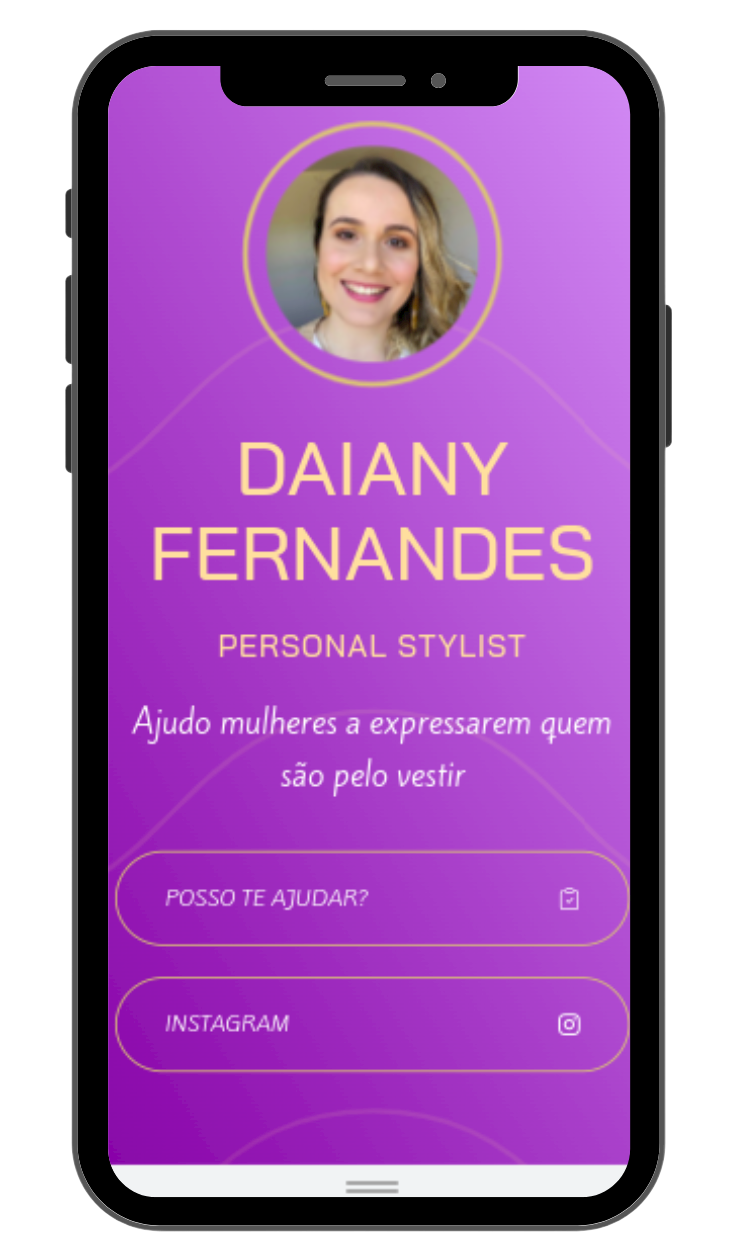 DAIANY
FERNANDES
PERSONAL STYLIST
Ajudo mulheres a expressarem quem
são pelo vestir
POSSO TE AJUDAR?
INSTAGRAM